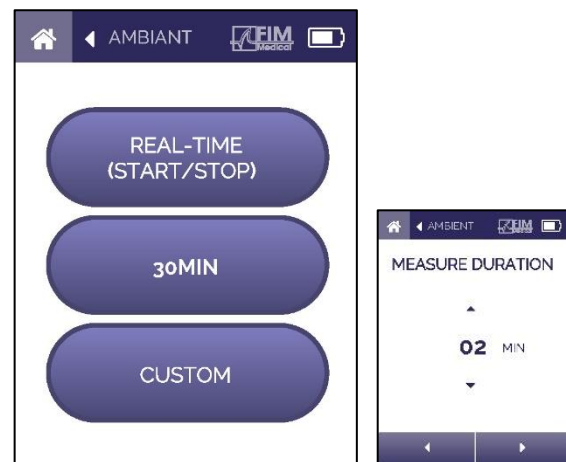 AMBIANT
FIM
Medical
REAL-TIME
(START/STOP)
30MIN
CUSTOM
AMBIENT
FIM
MEASURE DURATION
02 MIN